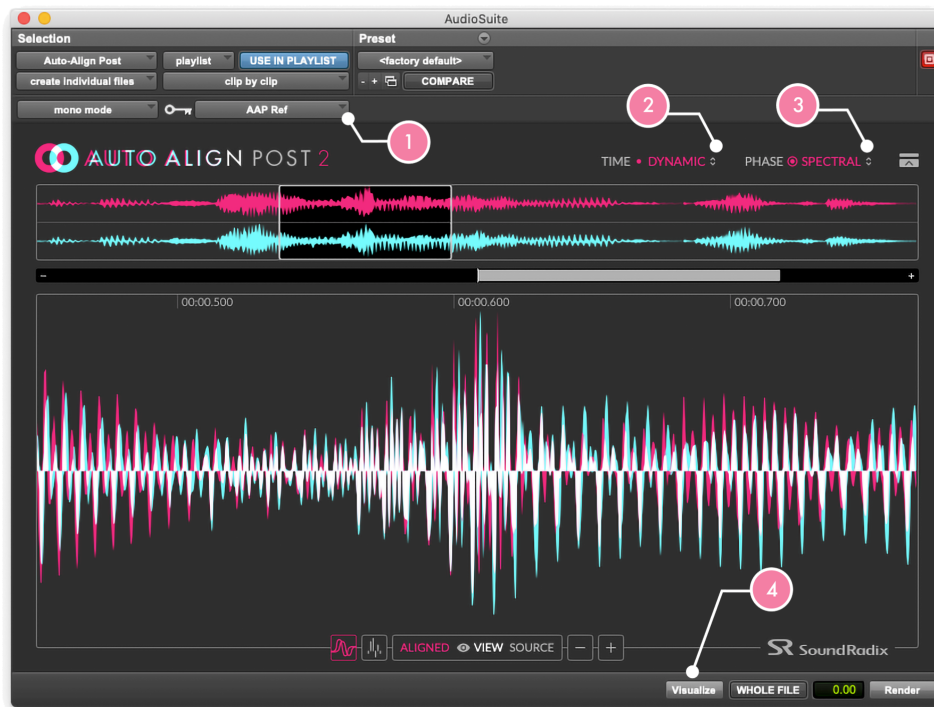 AudioSuite
Selection
Preset
Auto-Align Post
playlist
USE IN PLAYLIST
<factory default>
create individual files
clip by clip
- +
COMPARE
mono mode
AAP Ref
1
2
3
AUTO ALIGN POST 2
TIME • DYNAMIC
PHASE SPECTRAL
- +
00:00.500
00:00.600
00:00.700
4
ALIGNED VIEW SOURCE
- +
SoundRadix
Visualize
WHOLE FILE
0.00
Render